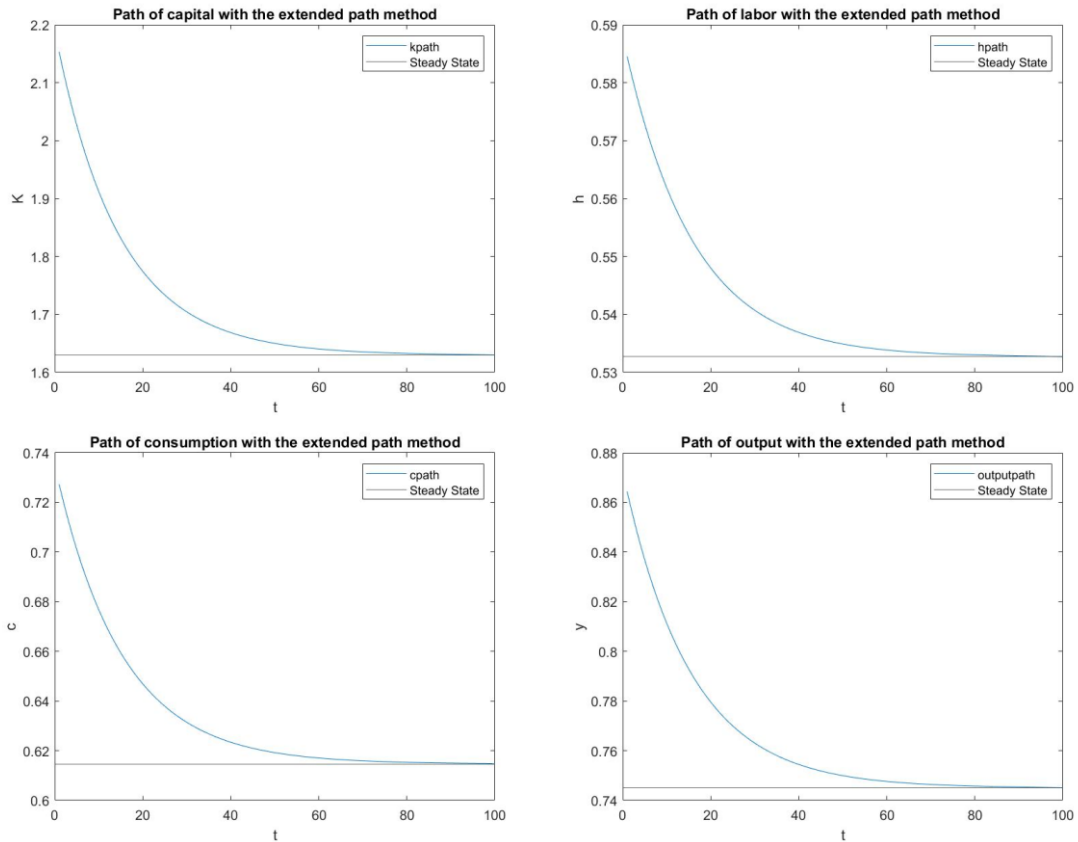 Path of capital with the extended path method
2.2
2.1
2
1.9
1.8
1.7
1.6
K
kpath
Steady State
0 20 40 60 80 100
t
Path of labor with the extended path method
0.59
0.58
0.57
0.56
0.55
0.54
0.53
h
hpath
Steady State
0 20 40 60 80 100
t
Path of consumption with the extended path method
0.74
0.72
0.7
0.68
0.66
0.64
0.62
0.6
c
cpath
Steady State
0 20 40 60 80 100
t
Path of output with the extended path method
0.88
0.86
0.84
0.82
0.8
0.78
0.76
0.74
y
outputpath
Steady State
0 20 40 60 80 100
t